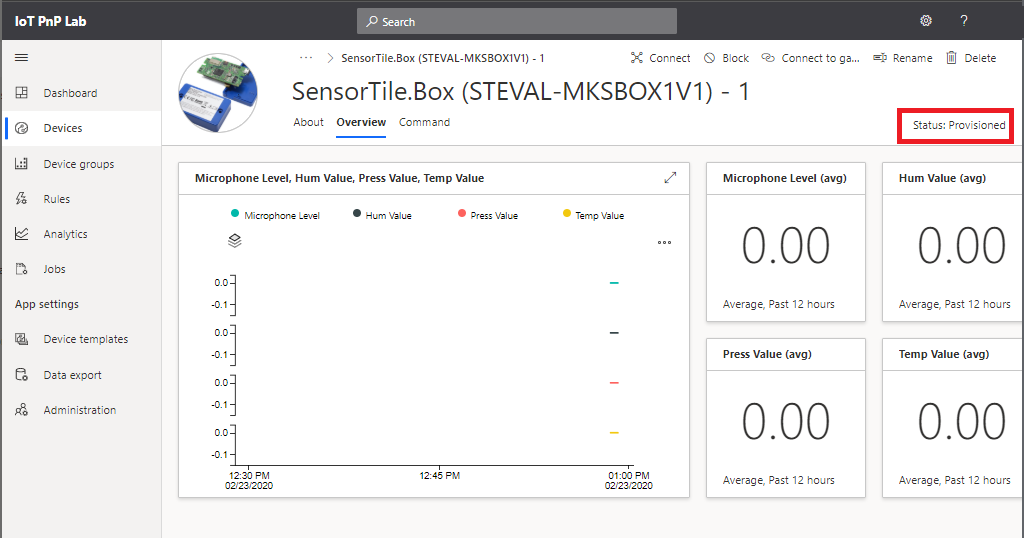 IoT PnP Lab
Search
?
··· > SensorTile.Box (STEVAL-MKSBOX1V1) - 1
Connect
Block
Connect to ga...
Rename
Delete
SensorTile.Box (STEVAL-MKSBOX1V1) - 1
About
Overview
Command
Status: Provisioned
Dashboard
Devices
Device groups
Rules
Analytics
Jobs
App settings
Device templates
Data export
Administration
Microphone Level, Hum Value, Press Value, Temp Value
Microphone Level
Hum Value
Press Value
Temp Value
0.0
-0.1
0.0
-0.1
0.0
-0.1
0.0
-0.1
12:30 PM
02/23/2020
12:45 PM
01:00 PM
02/23/2020
Microphone Level (avg)
0.00
Average, Past 12 hours
Hum Value (avg)
0.00
Average, Past 12 hours
Press Value (avg)
0.00
Average, Past 12 hours
Temp Value (avg)
0.00
Average, Past 12 hours